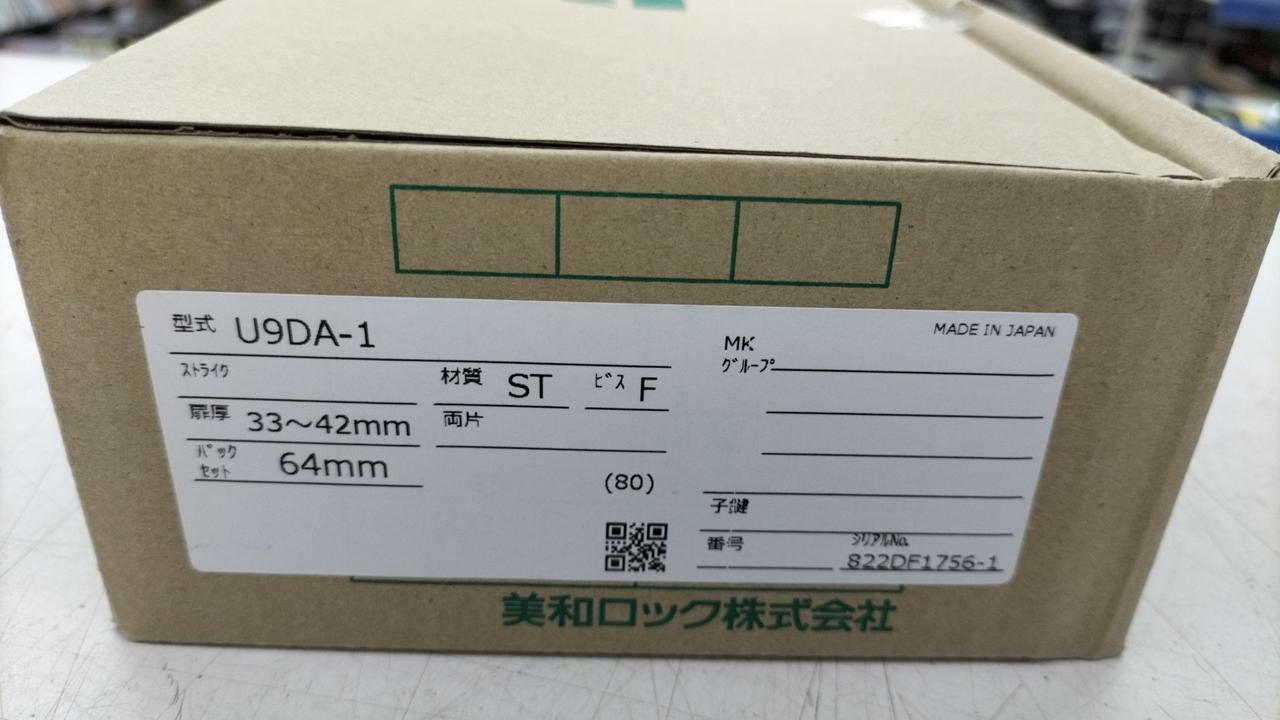 型式 U9DA-1
MADE IN JAPAN
ストライク
材質 ST
ビス F
MK
グループ
扉厚 33～42mm
両片
バックセット 64mm
(80)
子鍵
番号
シリアルNo.
822DF1756-1
美和ロック株式会社